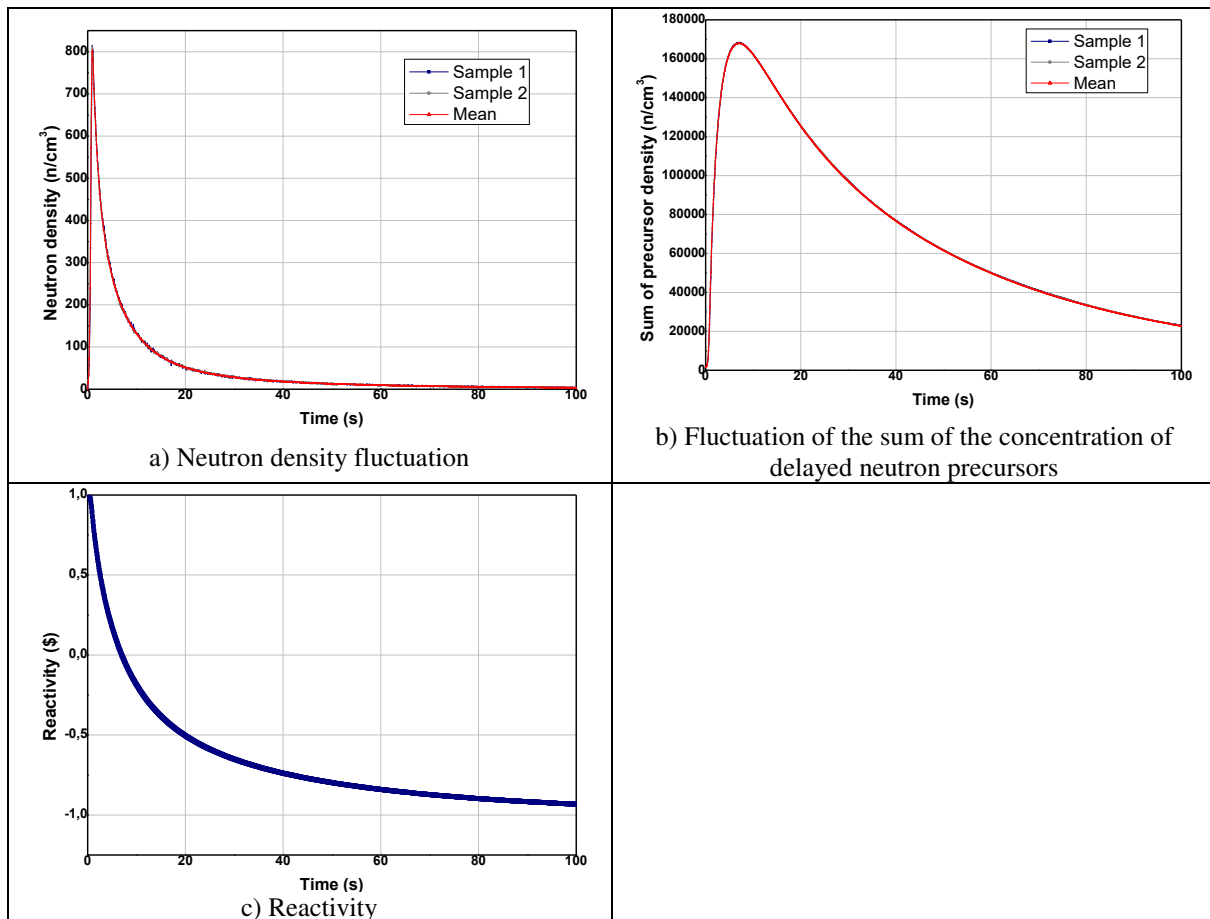 800
700
600
500
400
300
200
100
0
Neutron density (n/cm³)
Sample 1
Sample 2
Mean
0 20 40 60 80 100
Time (s)
a) Neutron density fluctuation
180000
160000
140000
120000
100000
80000
60000
40000
20000
0
Sum of precursor density (n/cm³)
Sample 1
Sample 2
Mean
0 20 40 60 80 100
Time (s)
b) Fluctuation of the sum of the concentration of
delayed neutron precursors
1,0
0,5
0,0
-0,5
-1,0
Reactivity ($)
0 20 40 60 80 100
Time (s)
c) Reactivity